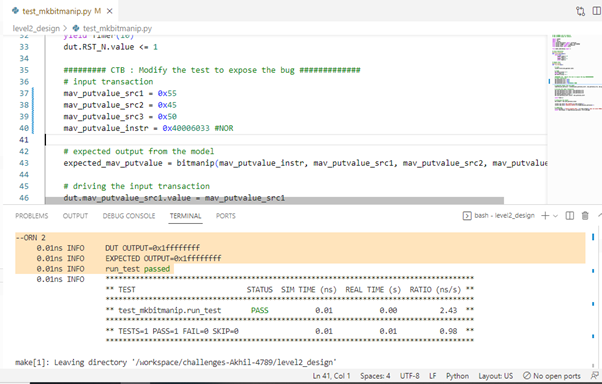 test_mkbitmanip.py M ×
level2_design > test_mkbitmanip.py
32 yield Timer(10)
33 dut.RST_N.value <= 1
34
35 ######### CTB : Modify the test to expose the bug #############
36 # input transaction
37 mav_putvalue_src1 = 0x55
38 mav_putvalue_src2 = 0x45
39 mav_putvalue_src3 = 0x50
40 mav_putvalue_instr = 0x40006033 #NOR
41
42 # expected output from the model
43 expected_mav_putvalue = bitmanip(mav_putvalue_instr, mav_putvalue_src1, mav_putvalue_src2, mav_putvalue
44
45 # driving the input transaction
46 dut.mav_putvalue_src1.value = mav_putvalue_src1
PROBLEMS OUTPUT DEBUG CONSOLE TERMINAL PORTS bash - level2_design
--ORN 2
0.01ns INFO DUT OUTPUT=0x1ffffffff
0.01ns INFO EXPECTED OUTPUT=0x1ffffffff
0.01ns INFO run_test passed
0.01ns INFO **************************************************************************************
** TEST STATUS SIM TIME (ns) REAL TIME (s) RATIO (ns/s) **
**************************************************************************************
** test_mkbitmanip.run_test PASS 0.01 0.00 2.43 **
**************************************************************************************
** TESTS=1 PASS=1 FAIL=0 SKIP=0 0.01 0.01 0.98 **
**************************************************************************************
make[1]: Leaving directory '/workspace/challenges-Akhil-4789/level2_design'
Ln 41, Col 1 Spaces: 4 UTF-8 LF Python Layout: US No open ports